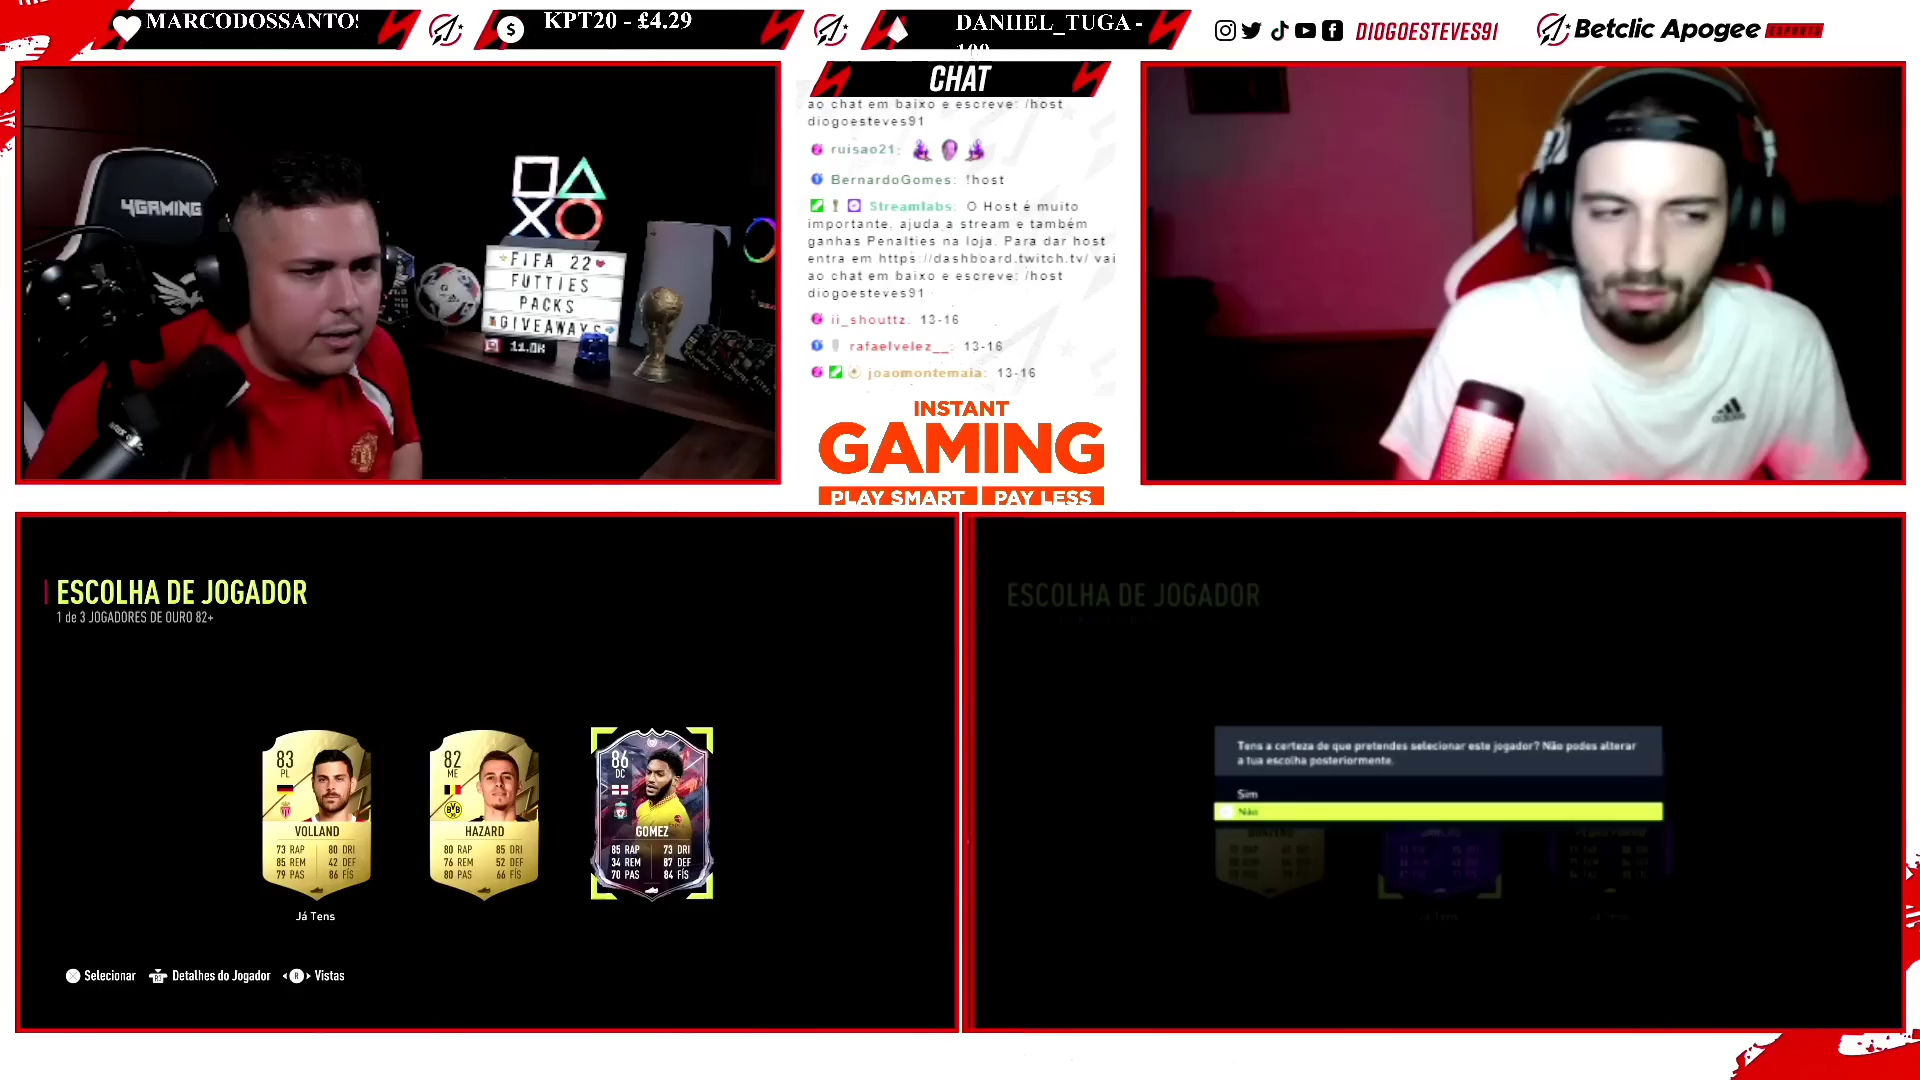 MARCODOSSANTOS
KPT20 - £4.29
DANIIEL_TUGA -
DIOGOESTEVES91
Betclic Apogee ESPORTS
4GAMING
FIFA 22
FUTTIES
PACKS
GIVEAWAYS
11.0K
CHAT
ao chat em baixo e escreve: /host
diogoesteves91
ruisao21:
BernardoGomes: !host
Streamlabs: O Host é muito
importante, ajuda a stream e também
ganhas Penalties na loja. Para dar host
entra em https://dashboard.twitch.tv/ vai
ao chat em baixo e escreve: /host
diogoesteves91
ii_shouttz: 13-16
rafaelvelez__: 13-16
joaomontemaia: 13-16
INSTANT
GAMING
PLAY SMART PAY LESS
adidas
ESCOLHA DE JOGADOR
1 de 3 JOGADORES DE OURO 82+
83
PL
VOLLAND
73 RAP 80 DRI
85 REM 42 DEF
79 PAS 86 FÍS
Já Tens
82
ME
HAZARD
80 RAP 85 DRI
76 REM 52 DEF
80 PAS 66 FÍS
86
DC
GOMEZ
85 RAP 73 DRI
34 REM 87 DEF
70 PAS 84 FÍS
Selecionar Detalhes do Jogador R Vistas
ESCOLHA DE JOGADOR
Tens a certeza de que pretendes selecionar este jogador? Não podes alterar
a tua escolha posteriormente.
Sim
Não